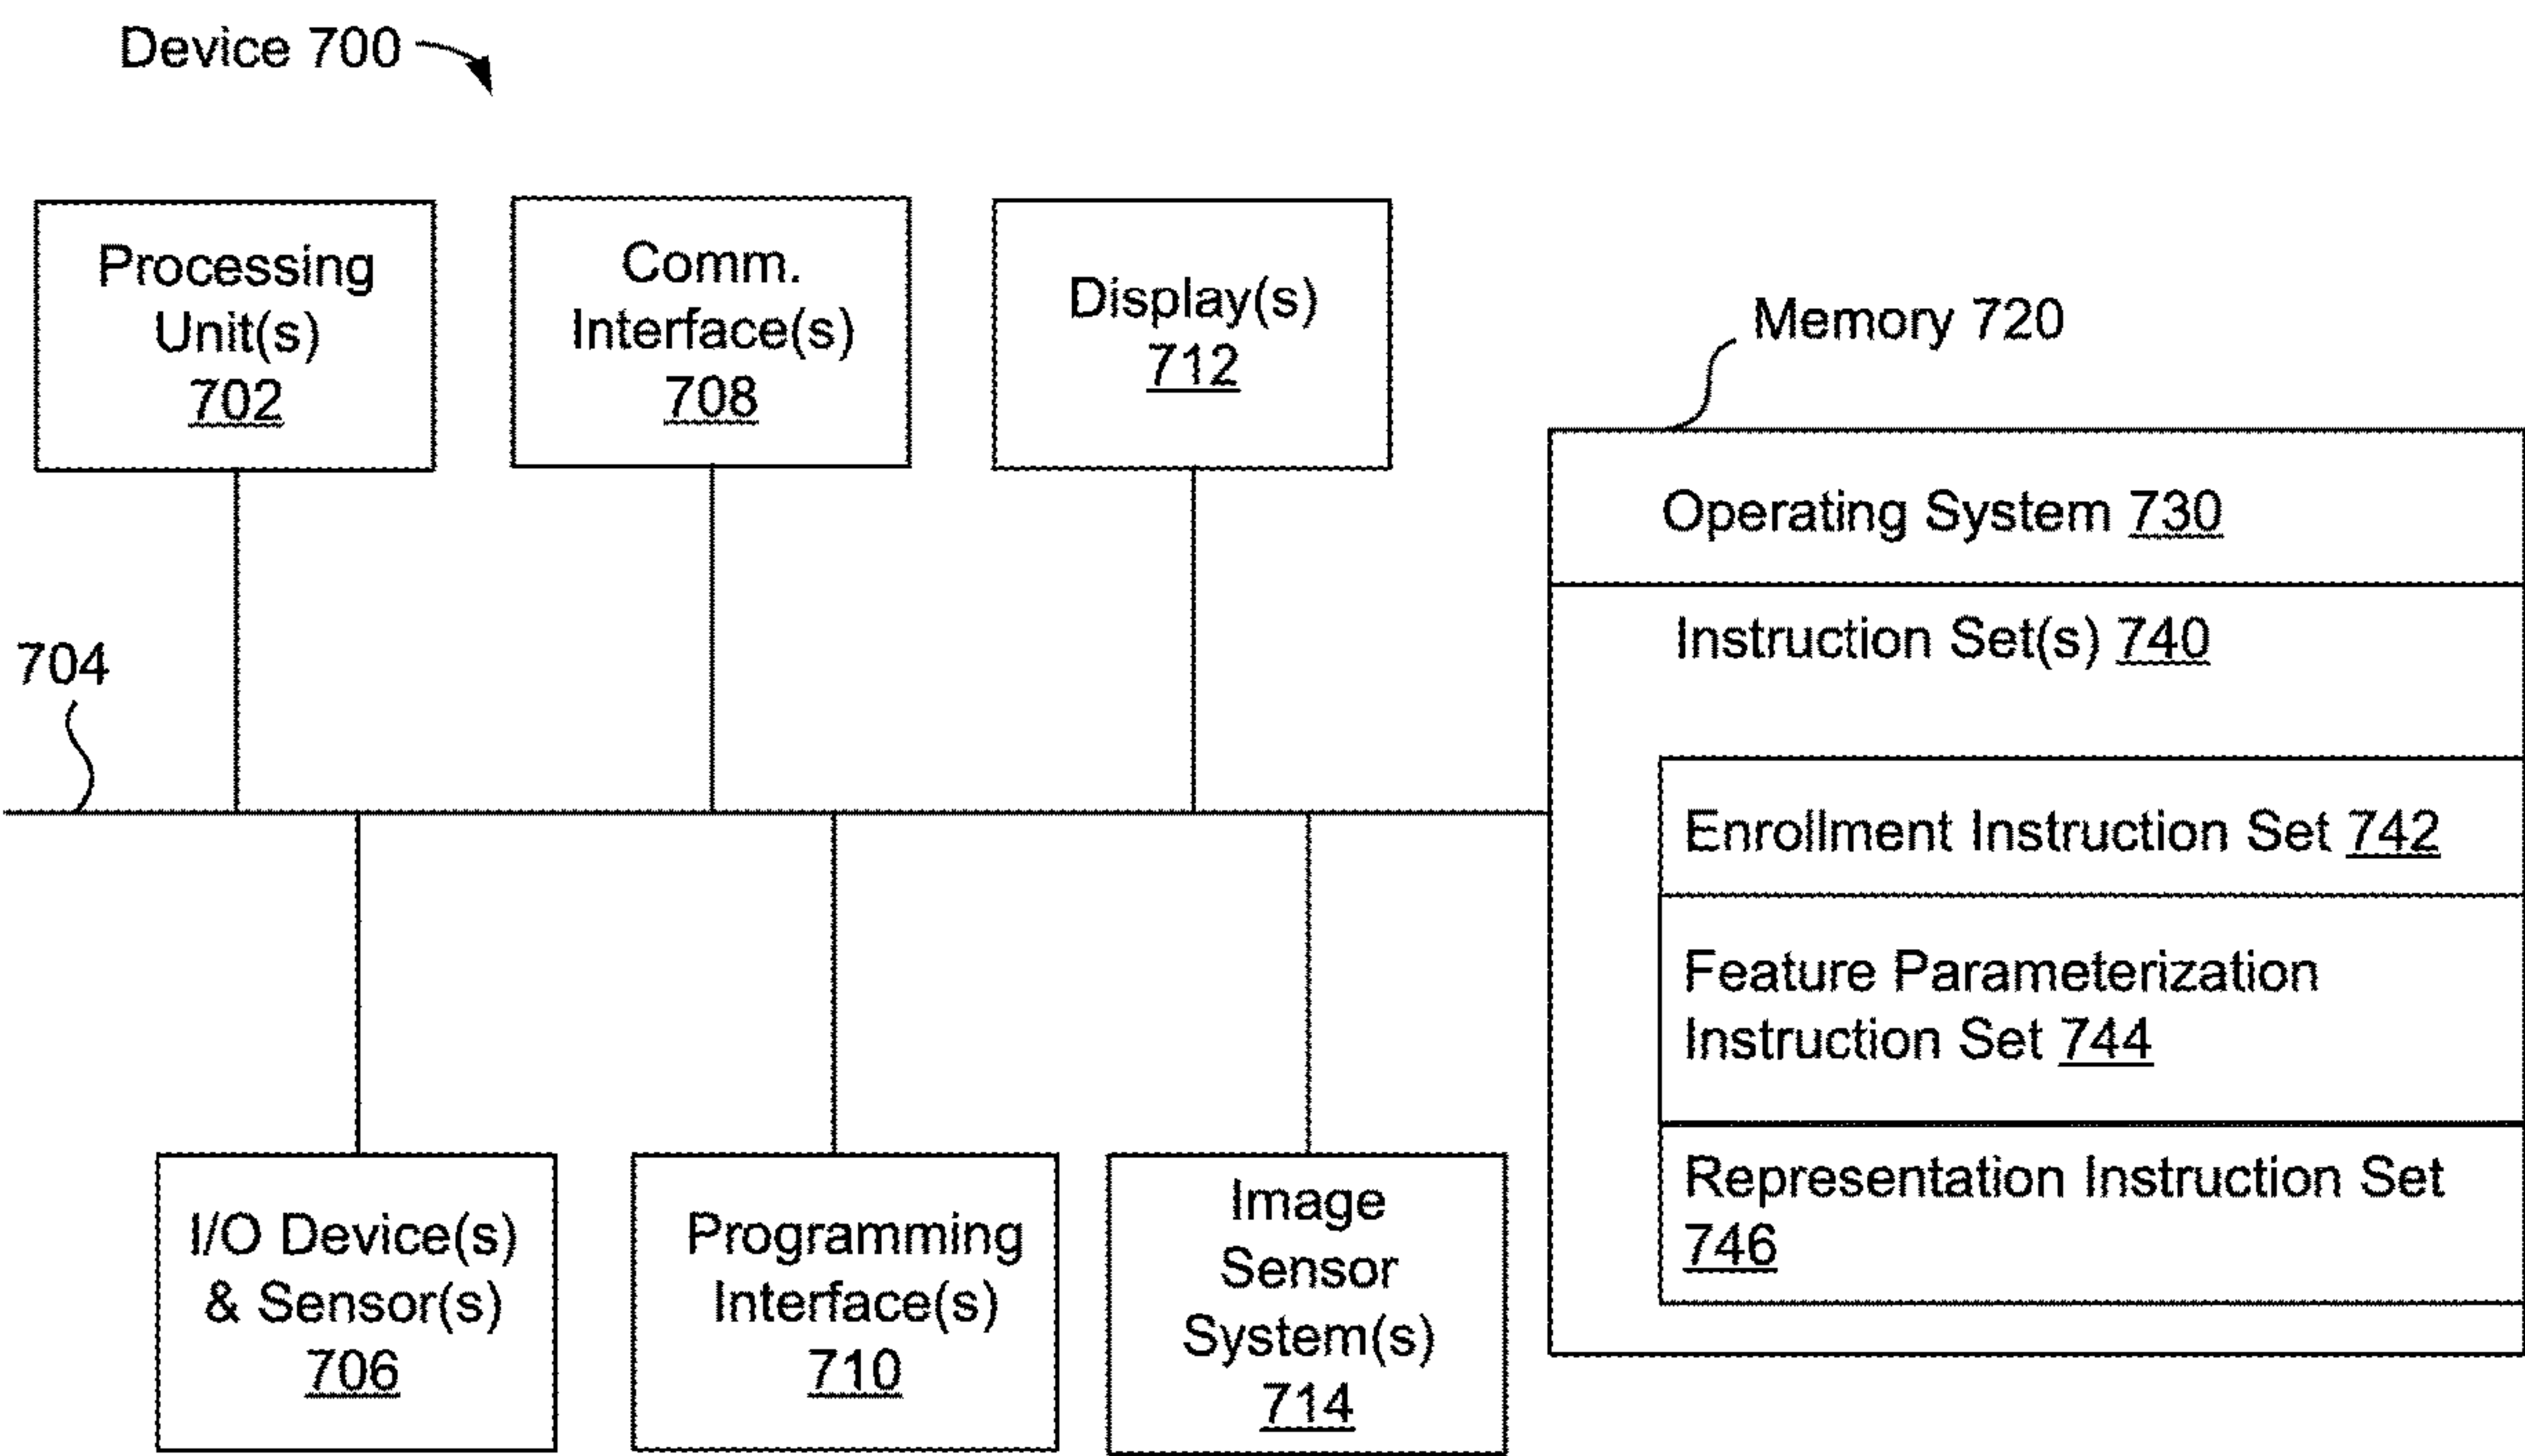 Device 700
Processing
Unit(s)
702
Comm.
Interface(s)
708
Display(s)
712
Memory 720
Operating System 730
Instruction Set(s) 740
Enrollment Instruction Set 742
Feature Parameterization
Instruction Set 744
Representation Instruction Set
746
704
I/O Device(s)
& Sensor(s)
706
Programming
Interface(s)
710
Image
Sensor
System(s)
714